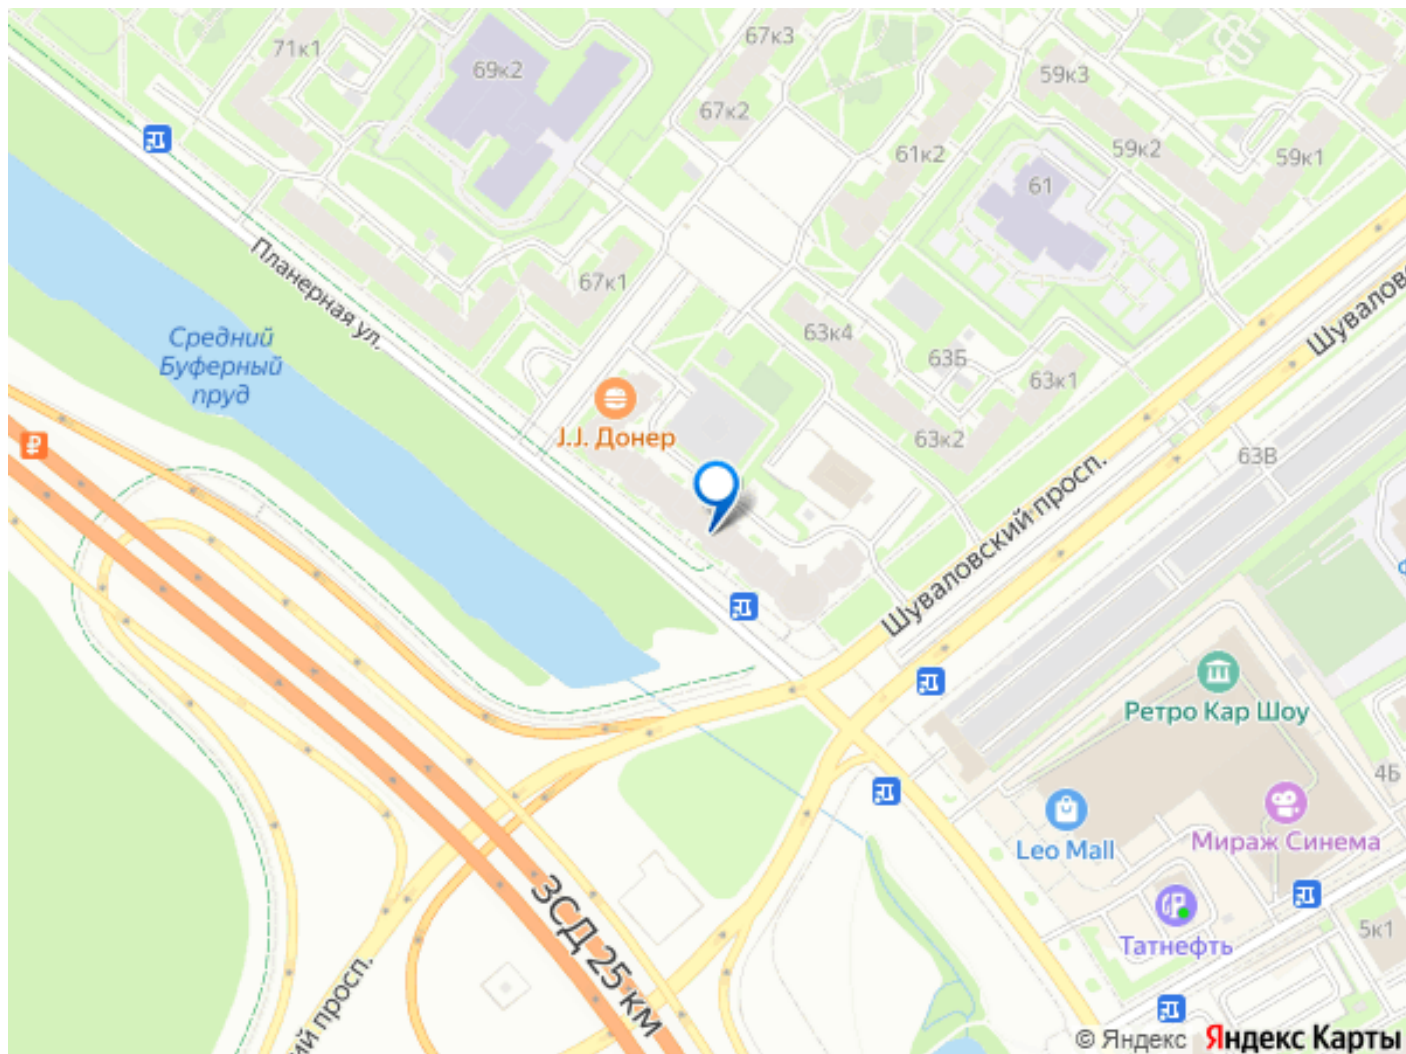 67к3
71к1
69к2
59к3
67к2
61к2
59к2
59к1
61
Планерная ул.
67к1
Шувалов
Средний
Буферный
пруд
63к4
63Б
63к1
₽
J.J. Донер
63к2
63В
Шуваловский просп.
Ретро Кар Шоу
4Б
Leo Mall
Мираж Синема
ЗСД 25 км
Татнефть
5к1
ий просп.
© Яндекс Яндекс Карты